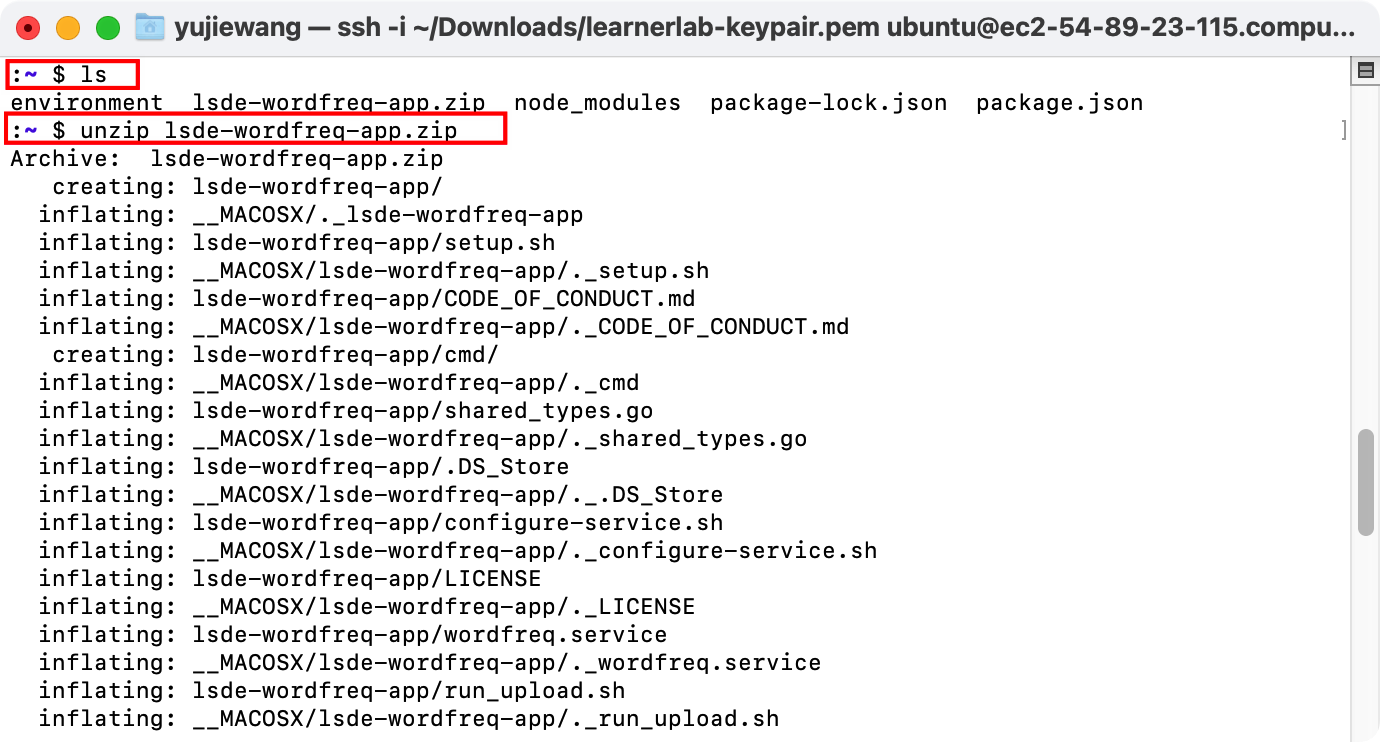 yujiewang — ssh -i ~/Downloads/learnerlab-keypair.pem ubuntu@ec2-54-89-23-115.compu...
:~ $ ls
environment  lsde-wordfreq-app.zip  node_modules  package-lock.json  package.json
:~ $ unzip lsde-wordfreq-app.zip ]
Archive:  lsde-wordfreq-app.zip
   creating: lsde-wordfreq-app/
  inflating: __MACOSX/._lsde-wordfreq-app
  inflating: lsde-wordfreq-app/setup.sh
  inflating: __MACOSX/lsde-wordfreq-app/._setup.sh
  inflating: lsde-wordfreq-app/CODE_OF_CONDUCT.md
  inflating: __MACOSX/lsde-wordfreq-app/._CODE_OF_CONDUCT.md
   creating: lsde-wordfreq-app/cmd/
  inflating: __MACOSX/lsde-wordfreq-app/._cmd
  inflating: lsde-wordfreq-app/shared_types.go
  inflating: __MACOSX/lsde-wordfreq-app/._shared_types.go
  inflating: lsde-wordfreq-app/.DS_Store
  inflating: __MACOSX/lsde-wordfreq-app/._.DS_Store
  inflating: lsde-wordfreq-app/configure-service.sh
  inflating: __MACOSX/lsde-wordfreq-app/._configure-service.sh
  inflating: lsde-wordfreq-app/LICENSE
  inflating: __MACOSX/lsde-wordfreq-app/._LICENSE
  inflating: lsde-wordfreq-app/wordfreq.service
  inflating: __MACOSX/lsde-wordfreq-app/._wordfreq.service
  inflating: lsde-wordfreq-app/run_upload.sh
  inflating: __MACOSX/lsde-wordfreq-app/._run_upload.sh